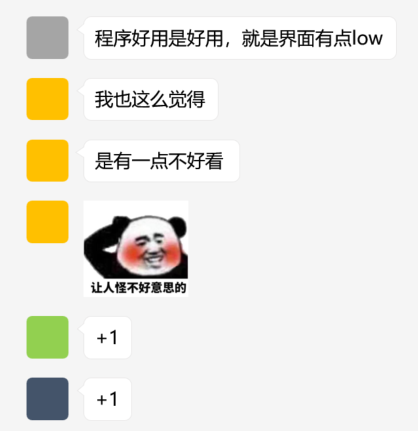 程序好用是好用，就是界面有点low
我也这么觉得
是有一点不好看
让人怪不好意思的
+1
+1